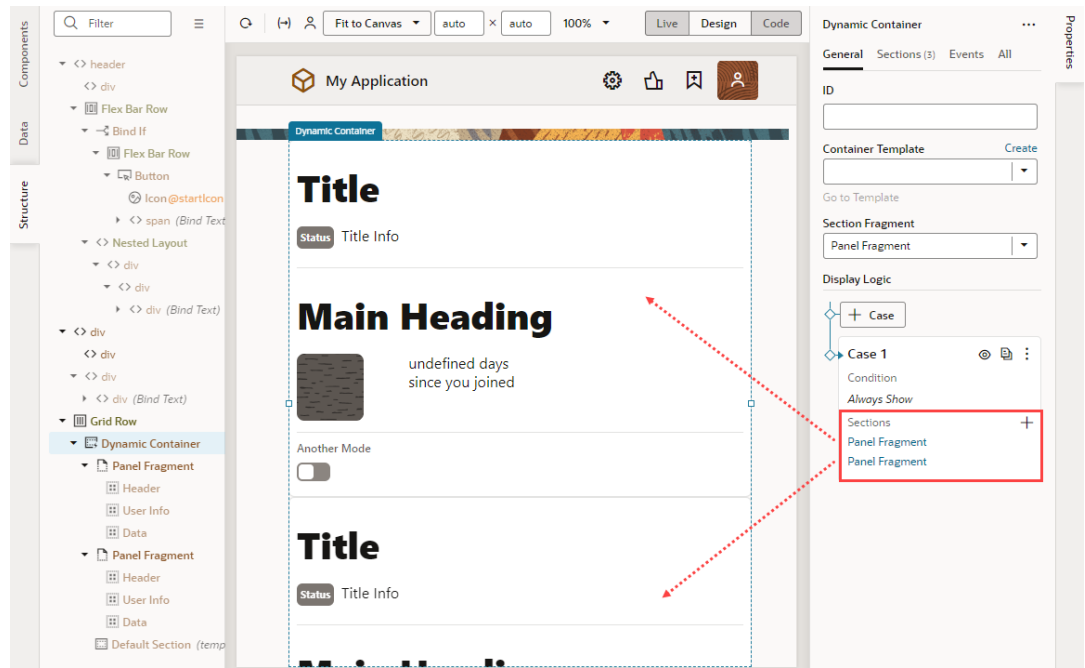 Components
Data
Structure
Filter
<> header
<> div
Flex Bar Row
Bind If
Flex Bar Row
Button
Icon@startIcon
<> span (Bind Text
<> Nested Layout
<> div
<> div
<> div (Bind Text)
<> div
<> div
<> div
<> div (Bind Text)
Grid Row
Dynamic Container
Panel Fragment
Header
User Info
Data
Panel Fragment
Header
User Info
Data
Default Section (temp
Fit to Canvas
auto × auto
100%
Live Design Code
My Application
Dynamic Container
Title
Status Title Info
Main Heading
undefined days
since you joined
Another Mode
Title
Status Title Info
Main Heading
Dynamic Container
General Sections (3) Events All
ID
Container Template Create
Go to Template
Section Fragment
Panel Fragment
Display Logic
+ Case
Case 1
Condition
Always Show
Sections +
Panel Fragment
Panel Fragment
Properties